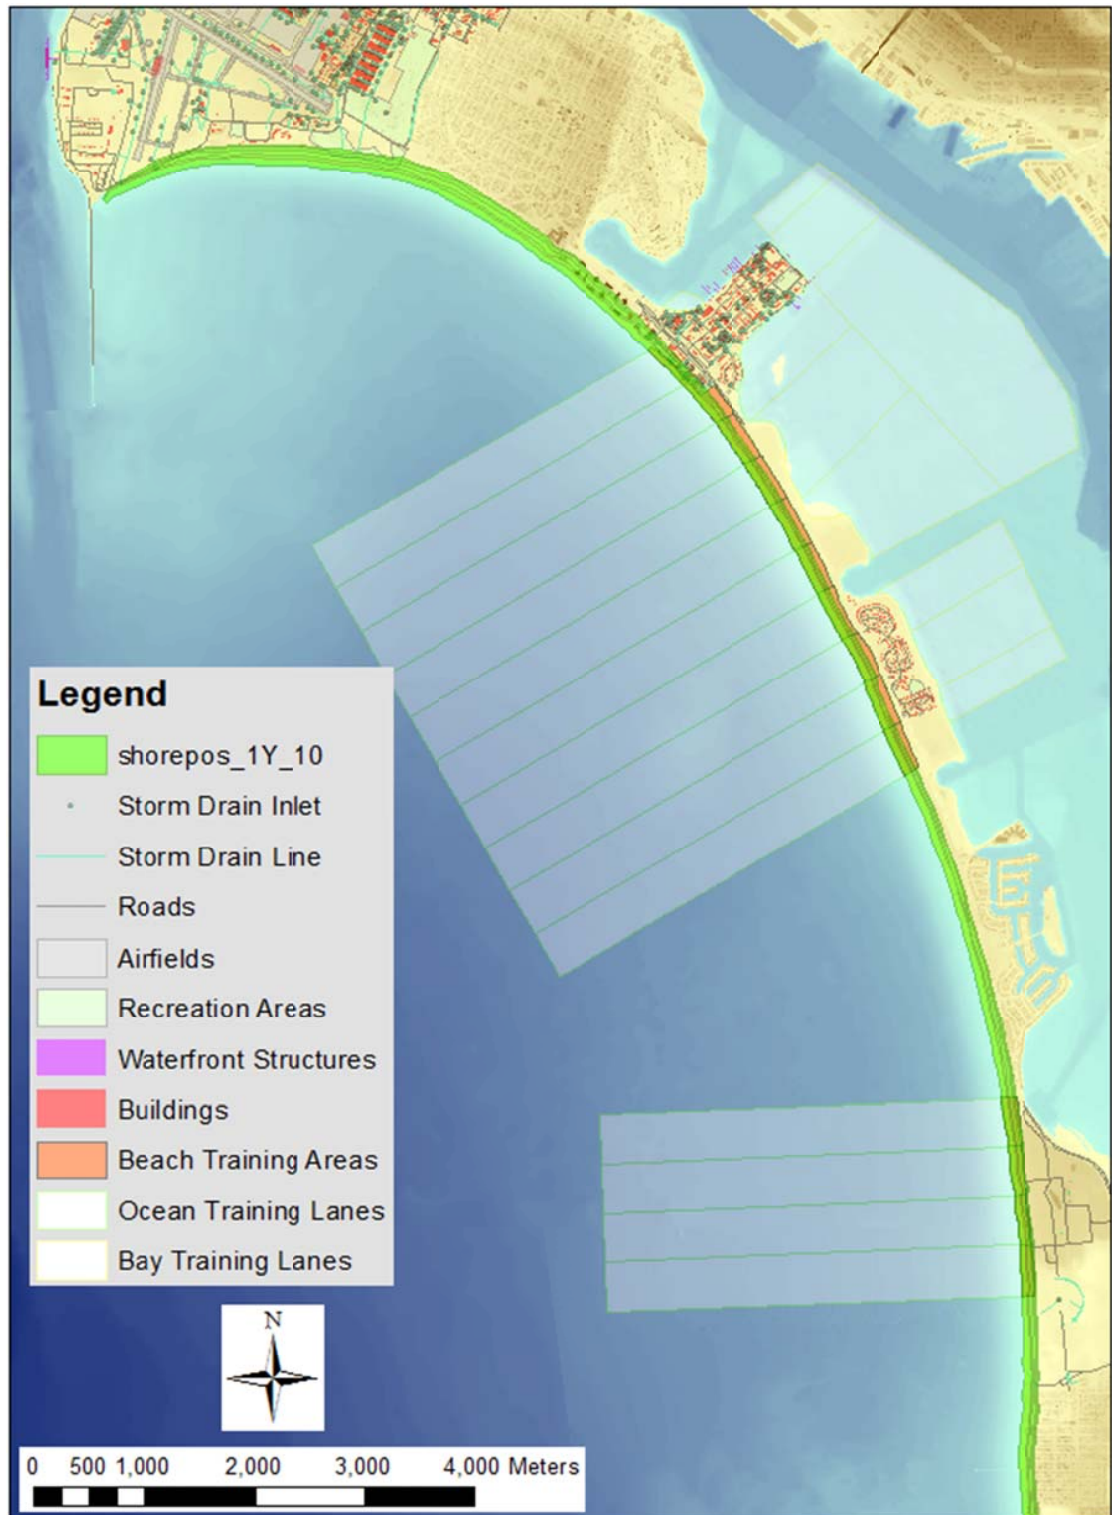 Legend
shorepos_1Y_10
Storm Drain Inlet
Storm Drain Line
Roads
Airfields
Recreation Areas
Waterfront Structures
Buildings
Beach Training Areas
Ocean Training Lanes
Bay Training Lanes
N
0 500 1,000 2,000 3,000 4,000 Meters